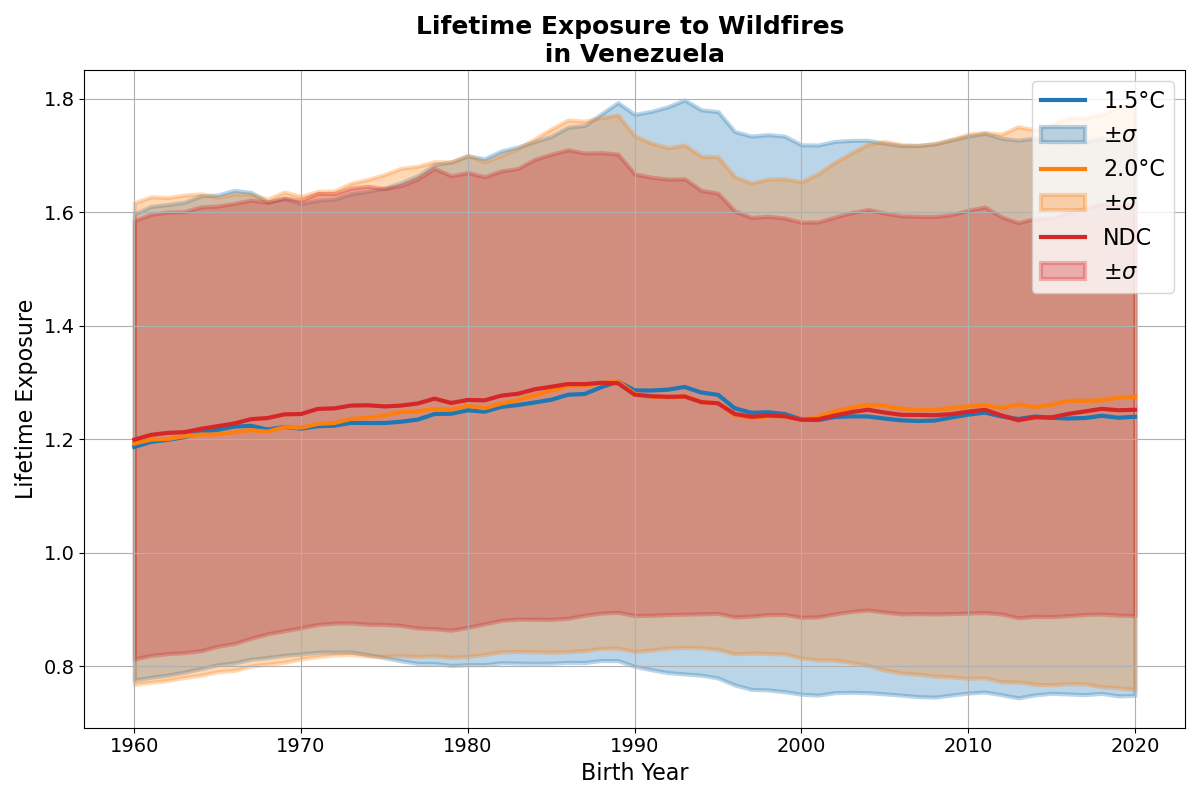 Lifetime Exposure to Wildfires
in Venezuela
1.8
1.6
1.4
1.2
1.0
0.8
Lifetime Exposure
1960
1970
1980
1990
2000
2010
2020
Birth Year
1.5°C
±σ
2.0°C
±σ
NDC
±σ